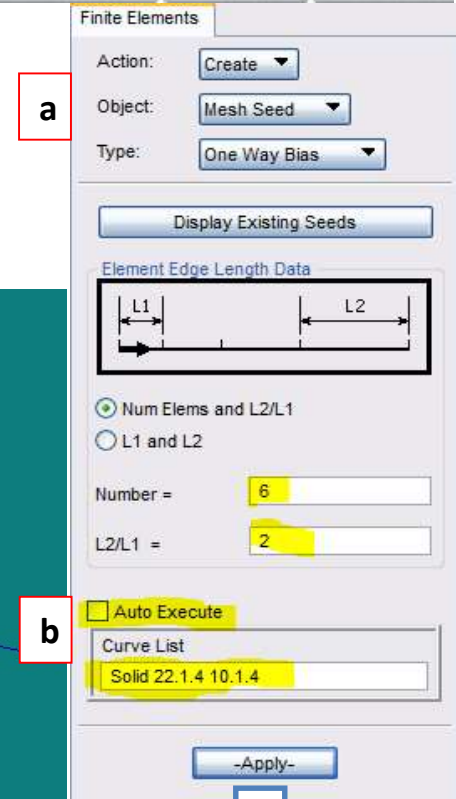 Finite Elements
a
Action: Create
Object: Mesh Seed
Type: One Way Bias
Display Existing Seeds
Element Edge Length Data
L1 L2
Num Elems and L2/L1
L1 and L2
Number = 6
L2/L1 = 2
Auto Execute
b
Curve List
Solid 22.1.4 10.1.4
-Apply-